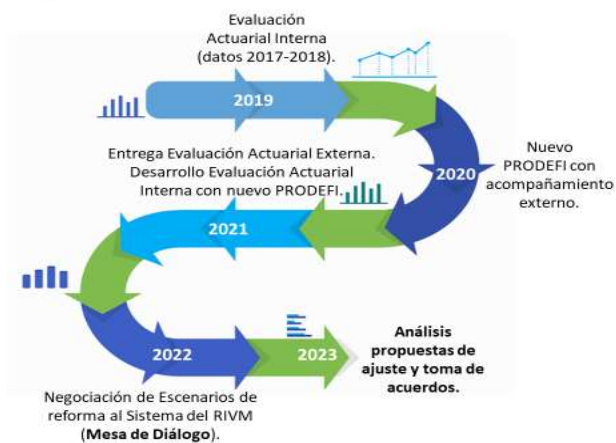 Evaluación
Actuarial Interna
(datos 2017-2018).
2019
2020
Nuevo
PRODEFI con
acompañamiento
externo.
Entrega Evaluación Actuarial Externa.
Desarrollo Evaluación Actuarial
Interna con nuevo PRODEFI.
2021
2022
2023
Análisis
propuestas de
ajuste y toma de
acuerdos.
Negociación de Escenarios de
reforma al Sistema del RIVM
(Mesa de Diálogo).